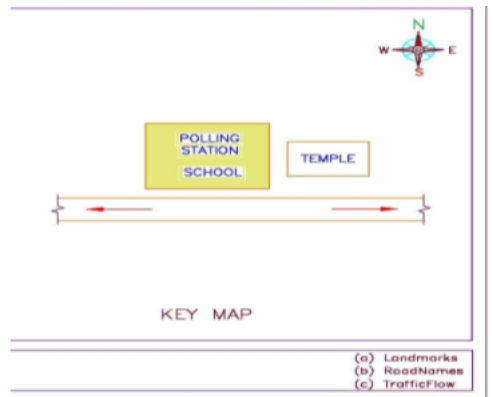 N
W E
S
POLLING
STATION
SCHOOL
TEMPLE
KEY MAP
(a) Landmarks
(b) RoadNames
(c) TrafficFlow